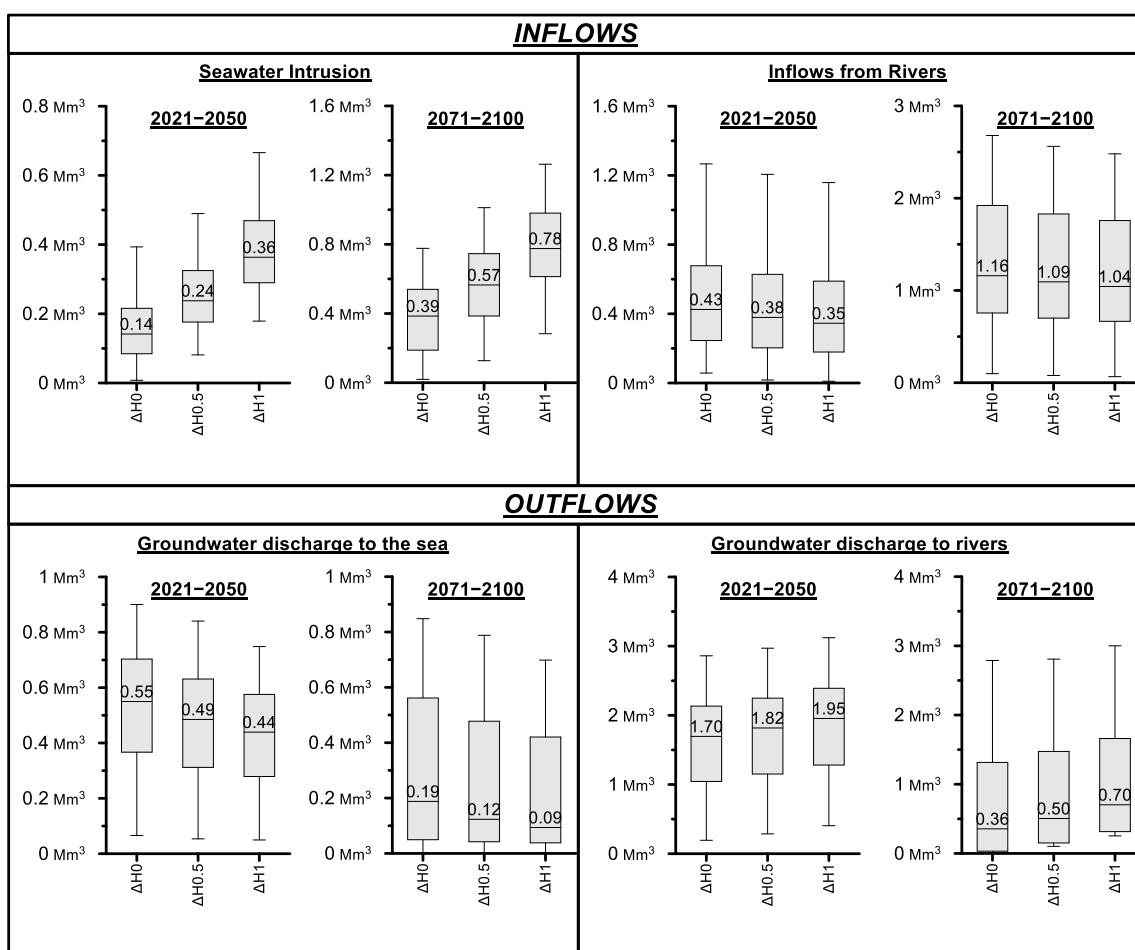 INFLOWS
Seawater Intrusion
2021−2050
0.8 Mm³
0.6 Mm³
0.4 Mm³
0.2 Mm³
0 Mm³
0.14
0.24
0.36
ΔH0
ΔH0.5
ΔH1
2071−2100
1.6 Mm³
1.2 Mm³
0.8 Mm³
0.4 Mm³
0 Mm³
0.39
0.57
0.78
ΔH0
ΔH0.5
ΔH1
Inflows from Rivers
2021−2050
1.6 Mm³
1.2 Mm³
0.8 Mm³
0.4 Mm³
0 Mm³
0.43
0.38
0.35
ΔH0
ΔH0.5
ΔH1
2071−2100
3 Mm³
2 Mm³
1 Mm³
0 Mm³
1.16
1.09
1.04
ΔH0
ΔH0.5
ΔH1
OUTFLOWS
Groundwater discharge to the sea
2021−2050
1 Mm³
0.8 Mm³
0.6 Mm³
0.4 Mm³
0.2 Mm³
0 Mm³
0.55
0.49
0.44
ΔH0
ΔH0.5
ΔH1
2071−2100
1 Mm³
0.8 Mm³
0.6 Mm³
0.4 Mm³
0.2 Mm³
0 Mm³
0.19
0.12
0.09
ΔH0
ΔH0.5
ΔH1
Groundwater discharge to rivers
2021−2050
4 Mm³
3 Mm³
2 Mm³
1 Mm³
0 Mm³
1.70
1.82
1.95
ΔH0
ΔH0.5
ΔH1
2071−2100
4 Mm³
3 Mm³
2 Mm³
1 Mm³
0 Mm³
0.36
0.50
0.70
ΔH0
ΔH0.5
ΔH1